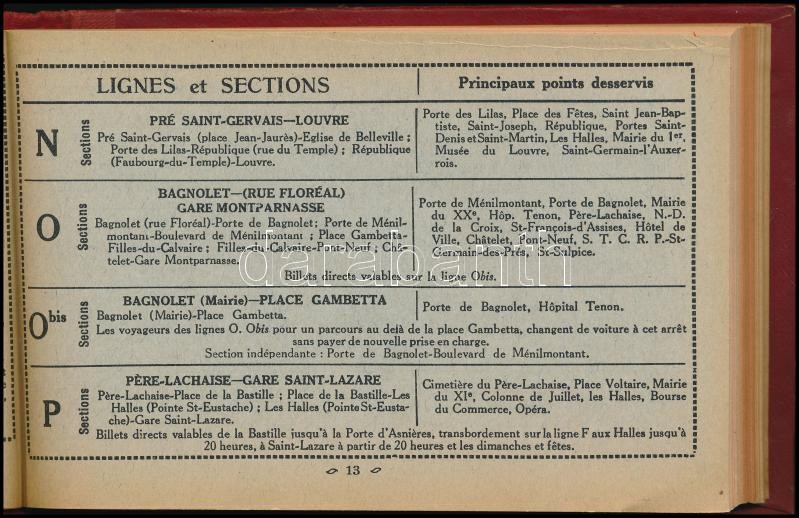 LIGNES et SECTIONS
Principaux points desservis
N
Sections
PRÉ SAINT-GERVAIS—LOUVRE
Pré Saint-Gervais (place Jean-Jaurès)-Eglise de Belleville ;
Porte des Lilas-République (rue du Temple) ; République
(Faubourg-du-Temple)-Louvre.
Porte des Lilas, Place des Fêtes, Saint Jean-Bap-
tiste, Saint-Joseph, République, Portes Saint-
Denis et Saint-Martin, Les Halles, Mairie du 1er,
Musée du Louvre, Saint-Germain-l'Auxer-
rois.
O
Sections
BAGNOLET—(RUE FLORÉAL)
GARE MONTPARNASSE
Bagnolet (rue Floréal)-Porte de Bagnolet; Porte de Ménil-
montant-Boulevard de Ménilmontant ; Place Gambetta-
Filles-du-Calvaire ; Filles-du-Calvaire-Pont-Neuf ; Châ-
telet-Gare Montparnasse.
Porte de Ménilmontant, Porte de Bagnolet, Mairie
du XXe, Hôp. Tenon, Père-Lachaise, N.-D.
de la Croix, St-François-d'Assises, Hôtel de
Ville, Châtelet, Pont-Neuf, S. T. C. R. P.-St-
Germain-des-Prés, St-Sulpice.
Billets directs valables sur la ligne Obis.
darabanth
Obis
Sections
BAGNOLET (Mairie)—PLACE GAMBETTA
Bagnolet (Mairie)-Place Gambetta.
Porte de Bagnolet, Hôpital Tenon.
Les voyageurs des lignes O. Obis pour un parcours au delà de la place Gambetta, changent de voiture à cet arrêt
sans payer de nouvelle prise en charge.
Section indépendante : Porte de Bagnolet-Boulevard de Ménilmontant.
P
Sections
PÈRE-LACHAISE—GARE SAINT-LAZARE
Père-Lachaise-Place de la Bastille ; Place de la Bastille-Les
Halles (Pointe St-Eustache) ; Les Halles (Pointe St-Eusta-
che)-Gare Saint-Lazare.
Cimetière du Père-Lachaise, Place Voltaire, Mairie
du XIe, Colonne de Juillet, les Halles, Bourse
du Commerce, Opéra.
Billets directs valables de la Bastille jusqu'à la Porte d'Asnières, transbordement sur la ligne F aux Halles jusqu'à
20 heures, à Saint-Lazare à partir de 20 heures et les dimanches et fêtes.
13